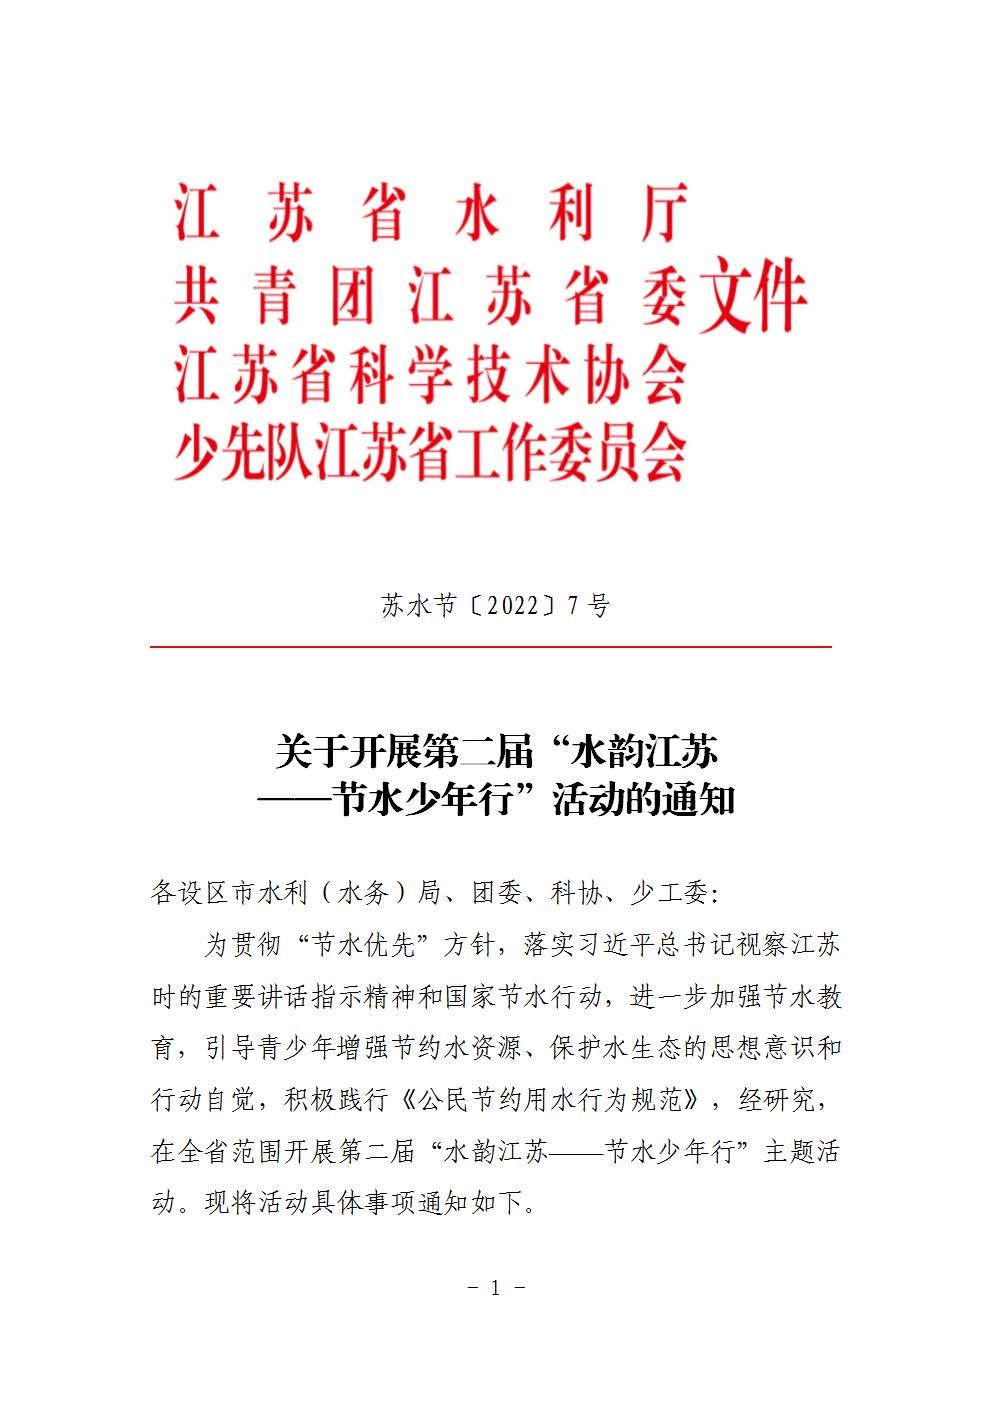 江苏省水利厅
共青团江苏省委文件
江苏省科学技术协会
少先队江苏省工作委员会
苏水节〔2022〕7号
关于开展第二届“水韵江苏
——节水少年行”活动的通知
各设区市水利（水务）局、团委、科协、少工委：
为贯彻“节水优先”方针，落实习近平总书记视察江苏
时的重要讲话指示精神和国家节水行动，进一步加强节水教
育，引导青少年增强节约水资源、保护水生态的思想意识和
行动自觉，积极践行《公民节约用水行为规范》，经研究，
在全省范围开展第二届“水韵江苏——节水少年行”主题活
动。现将活动具体事项通知如下。
- 1 -